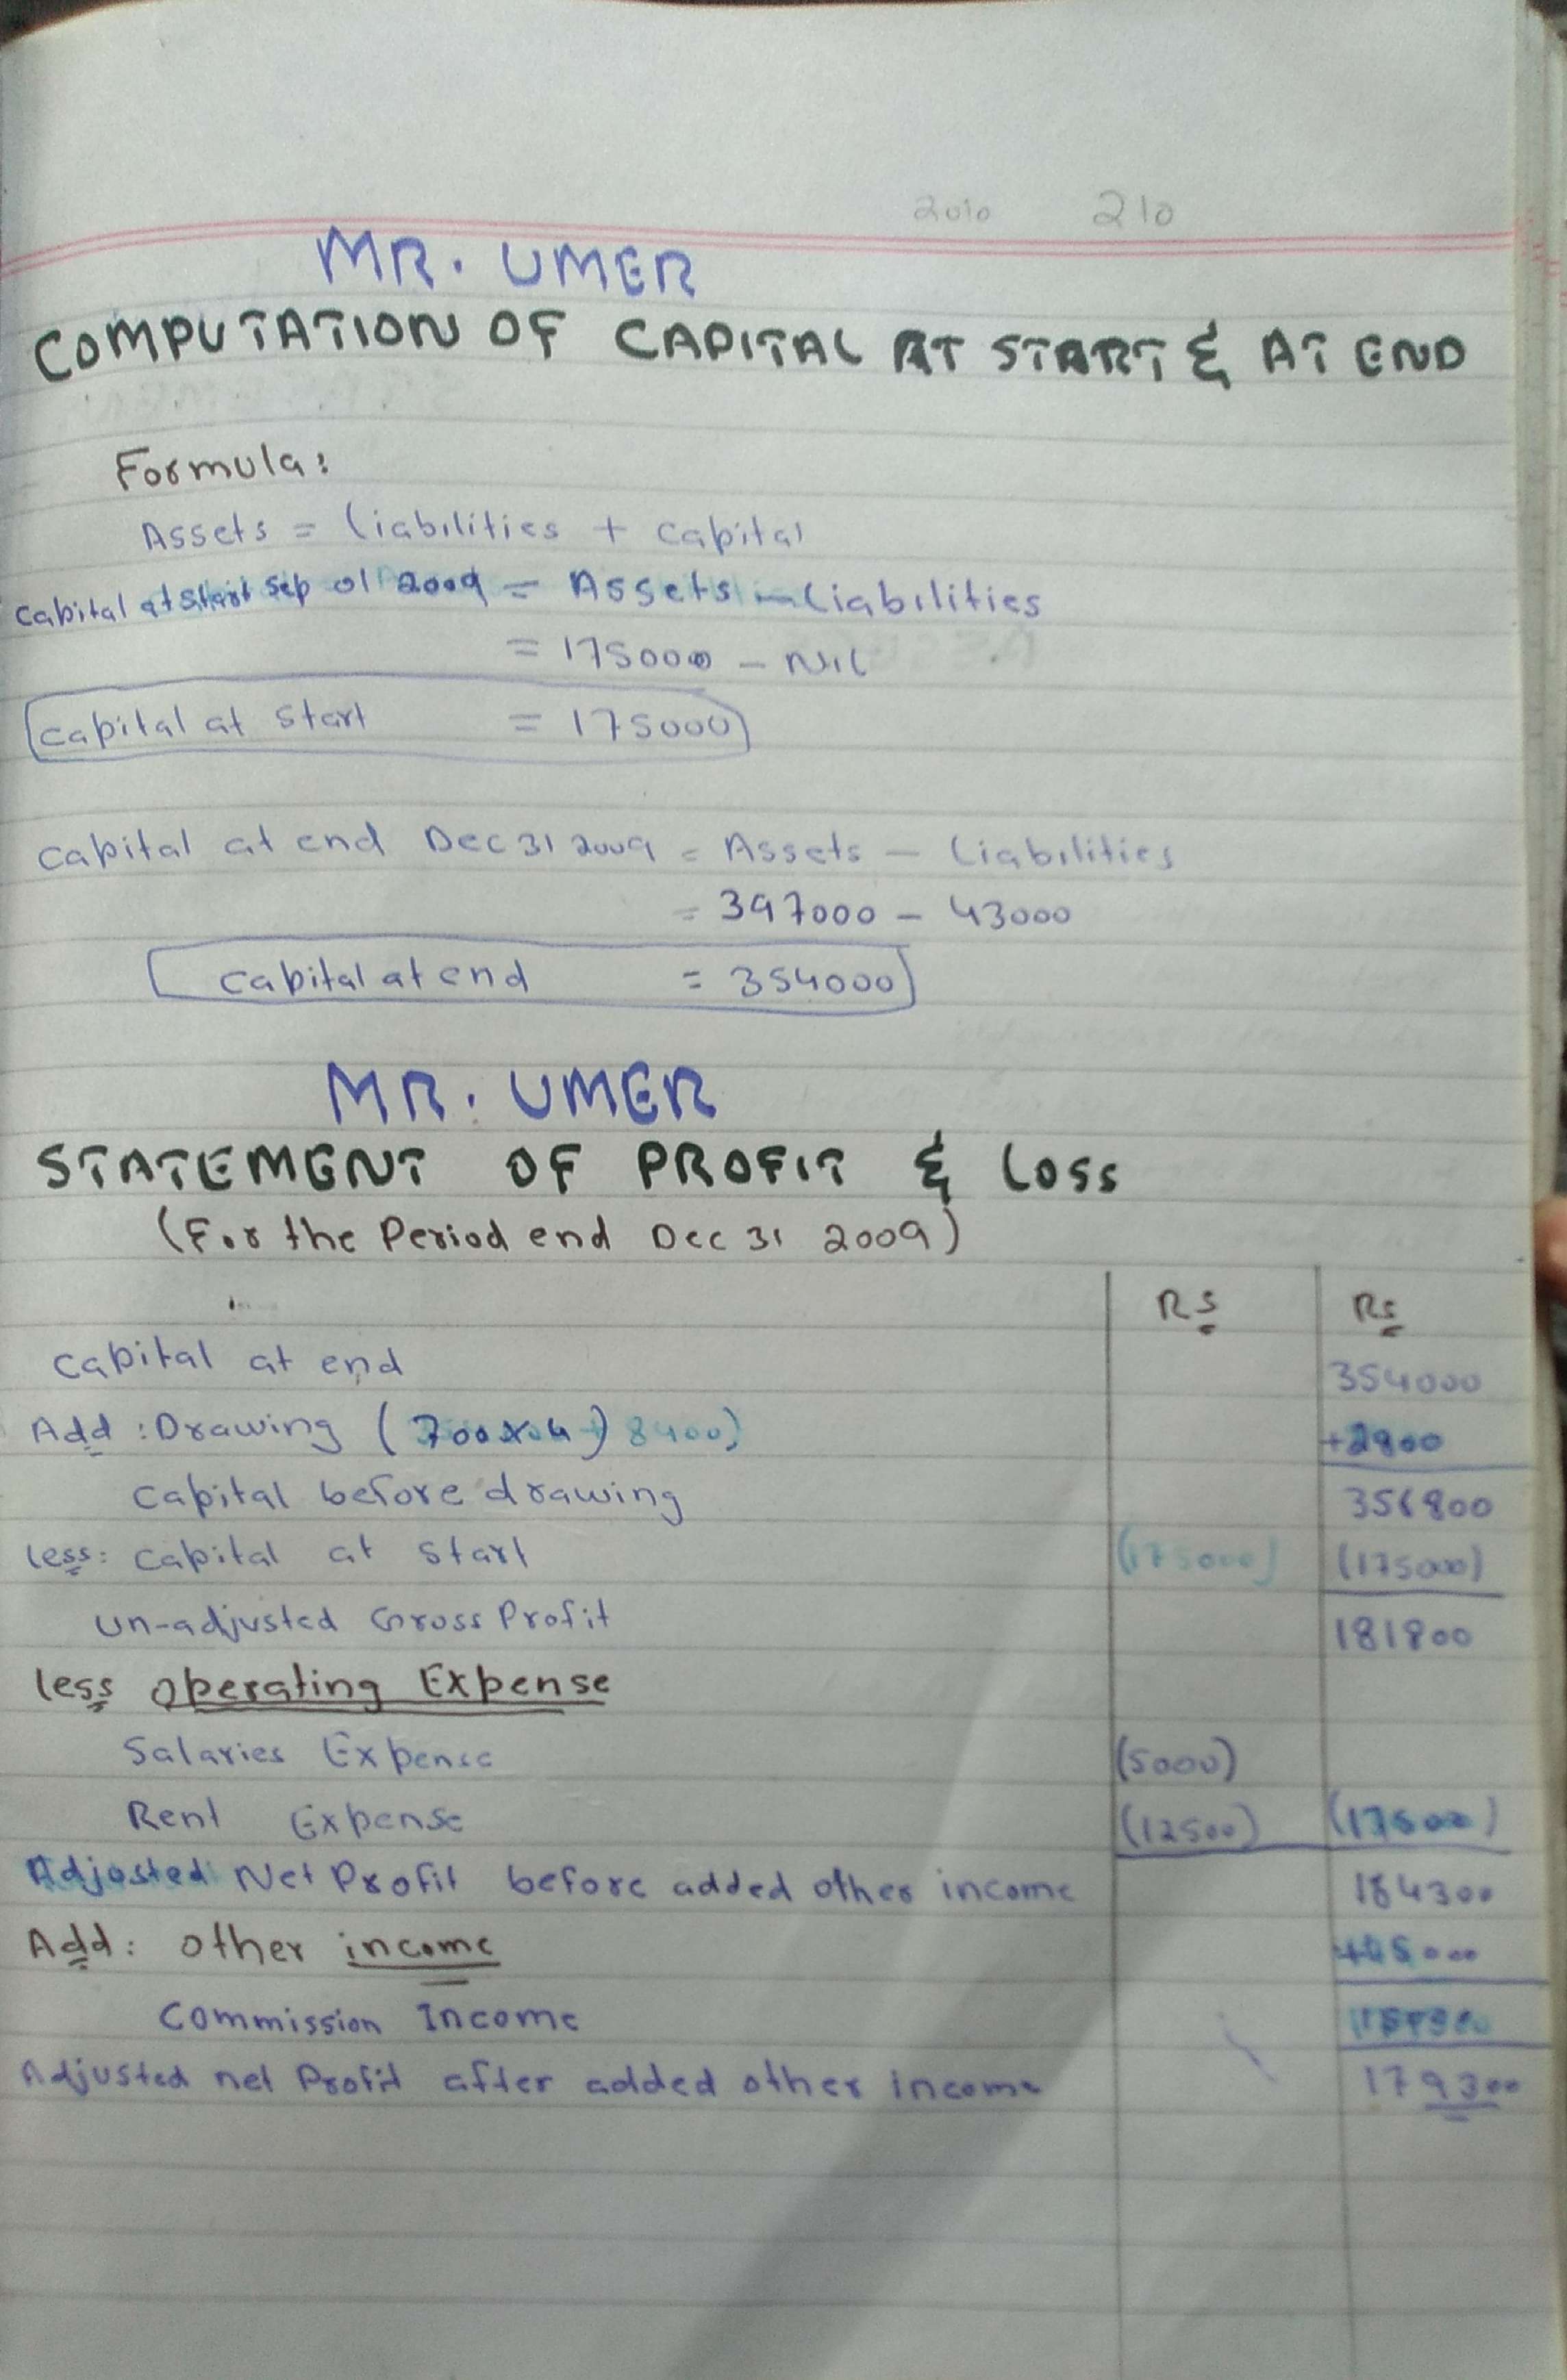 2010 210
MR. UMER
COMPUTATION OF CAPITAL AT START & AT END
Formula:
Assets = Liabilities + Capital
Capital at start Sep 01 2009 = Assets - Liabilities
= 175000 - Nil
Capital at start = 175000
Capital at end Dec 31 2009 = Assets - Liabilities
= 397000 - 43000
Capital at end = 354000
MR. UMER
STATEMENT OF PROFIT & LOSS
(For the Period end Dec 31 2009)
Rs Rs
Capital at end 354000
Add: Drawing (700x4) 8400) +2800
Capital before drawing 356800
less: Capital at start (175000) (175000)
Un-adjusted Gross Profit 181800
less operating Expense
Salaries Expense (5000)
Rent Expense (12500) (17500)
Adjusted Net Profit before added other income 164300
Add: other income
Commission Income
Adjusted net Profit after added other income 179300